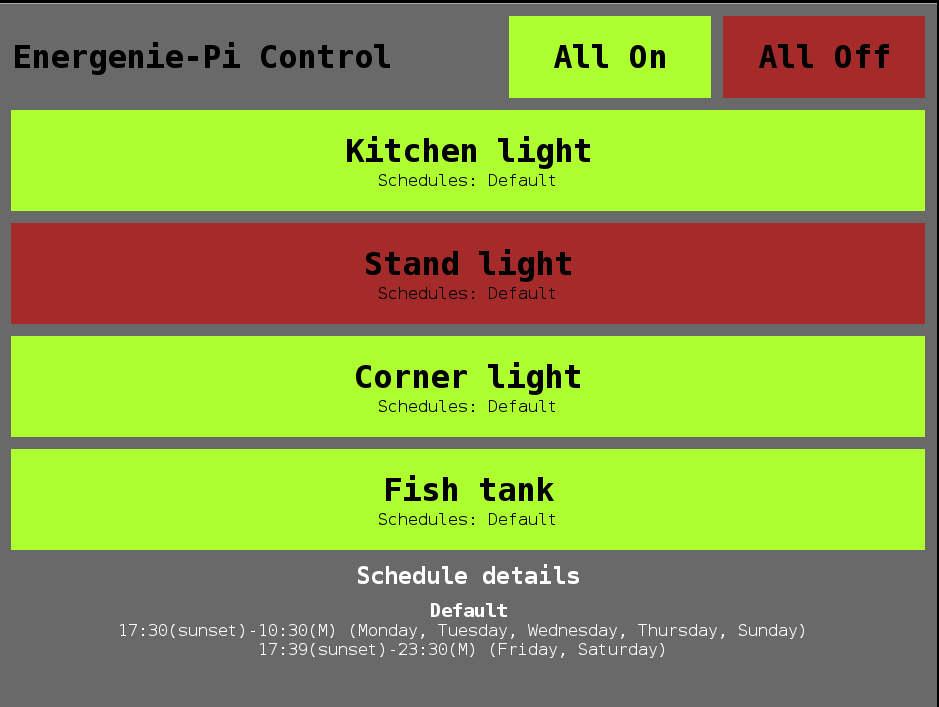 Energenie-Pi Control
All On
All Off
Kitchen light
Schedules: Default
Stand light
Schedules: Default
Corner light
Schedules: Default
Fish tank
Schedules: Default
Schedule details
Default
17:30(sunset)-10:30(M) (Monday, Tuesday, Wednesday, Thursday, Sunday)
17:39(sunset)-23:30(M) (Friday, Saturday)